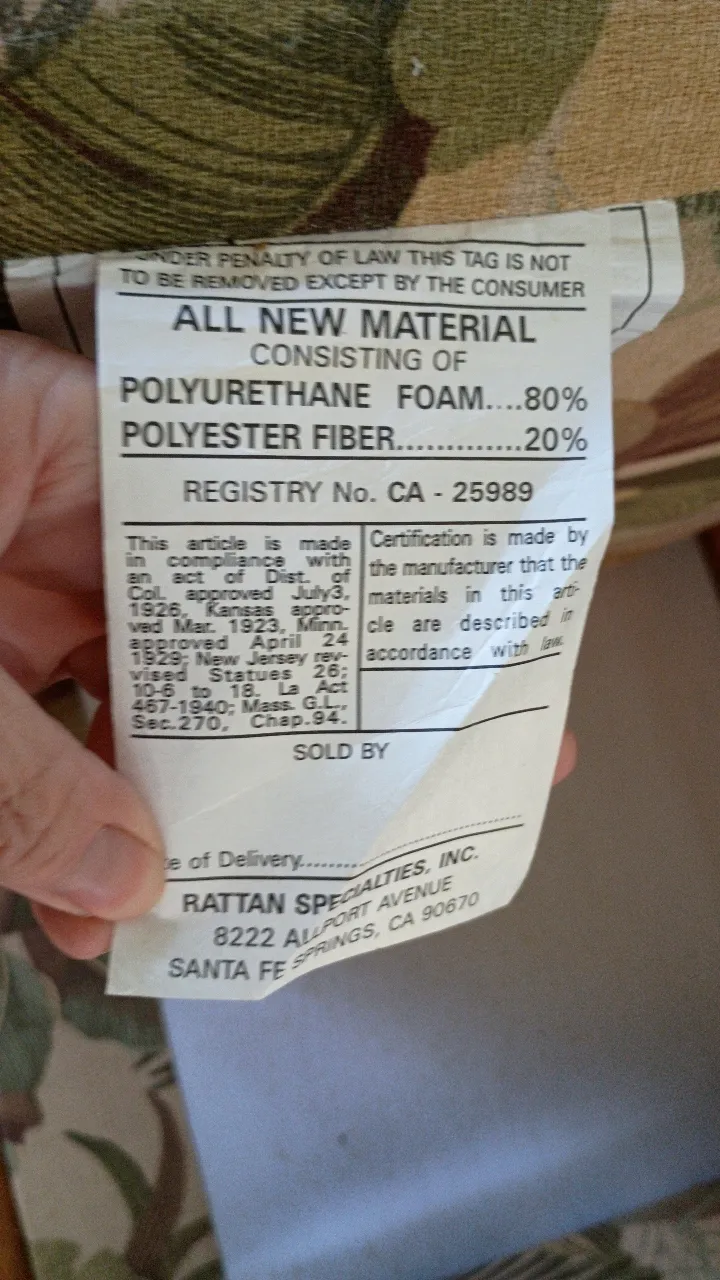 UNDER PENALTY OF LAW THIS TAG IS NOT
TO BE REMOVED EXCEPT BY THE CONSUMER
ALL NEW MATERIAL
CONSISTING OF
POLYURETHANE FOAM....80%
POLYESTER FIBER.............20%
REGISTRY No. CA - 25989
This article is made
in compliance with
an act of Dist. of
Col. approved July3,
1926, Kansas appro-
ved Mar. 1923, Minn.
approved April 24
1929; New Jersey rev-
vised Statues 26;
10-6 to 18. La Act
467-1940; Mass. G.L.,
Sec.270, Chap.94.
Certification is made by
the manufacturer that the
materials in this arti-
cle are described in
accordance with law.
SOLD BY
te of Delivery.........
RATTAN SPECIALTIES, INC.
8222 ALLPORT AVENUE
SANTA FE SPRINGS, CA 90670